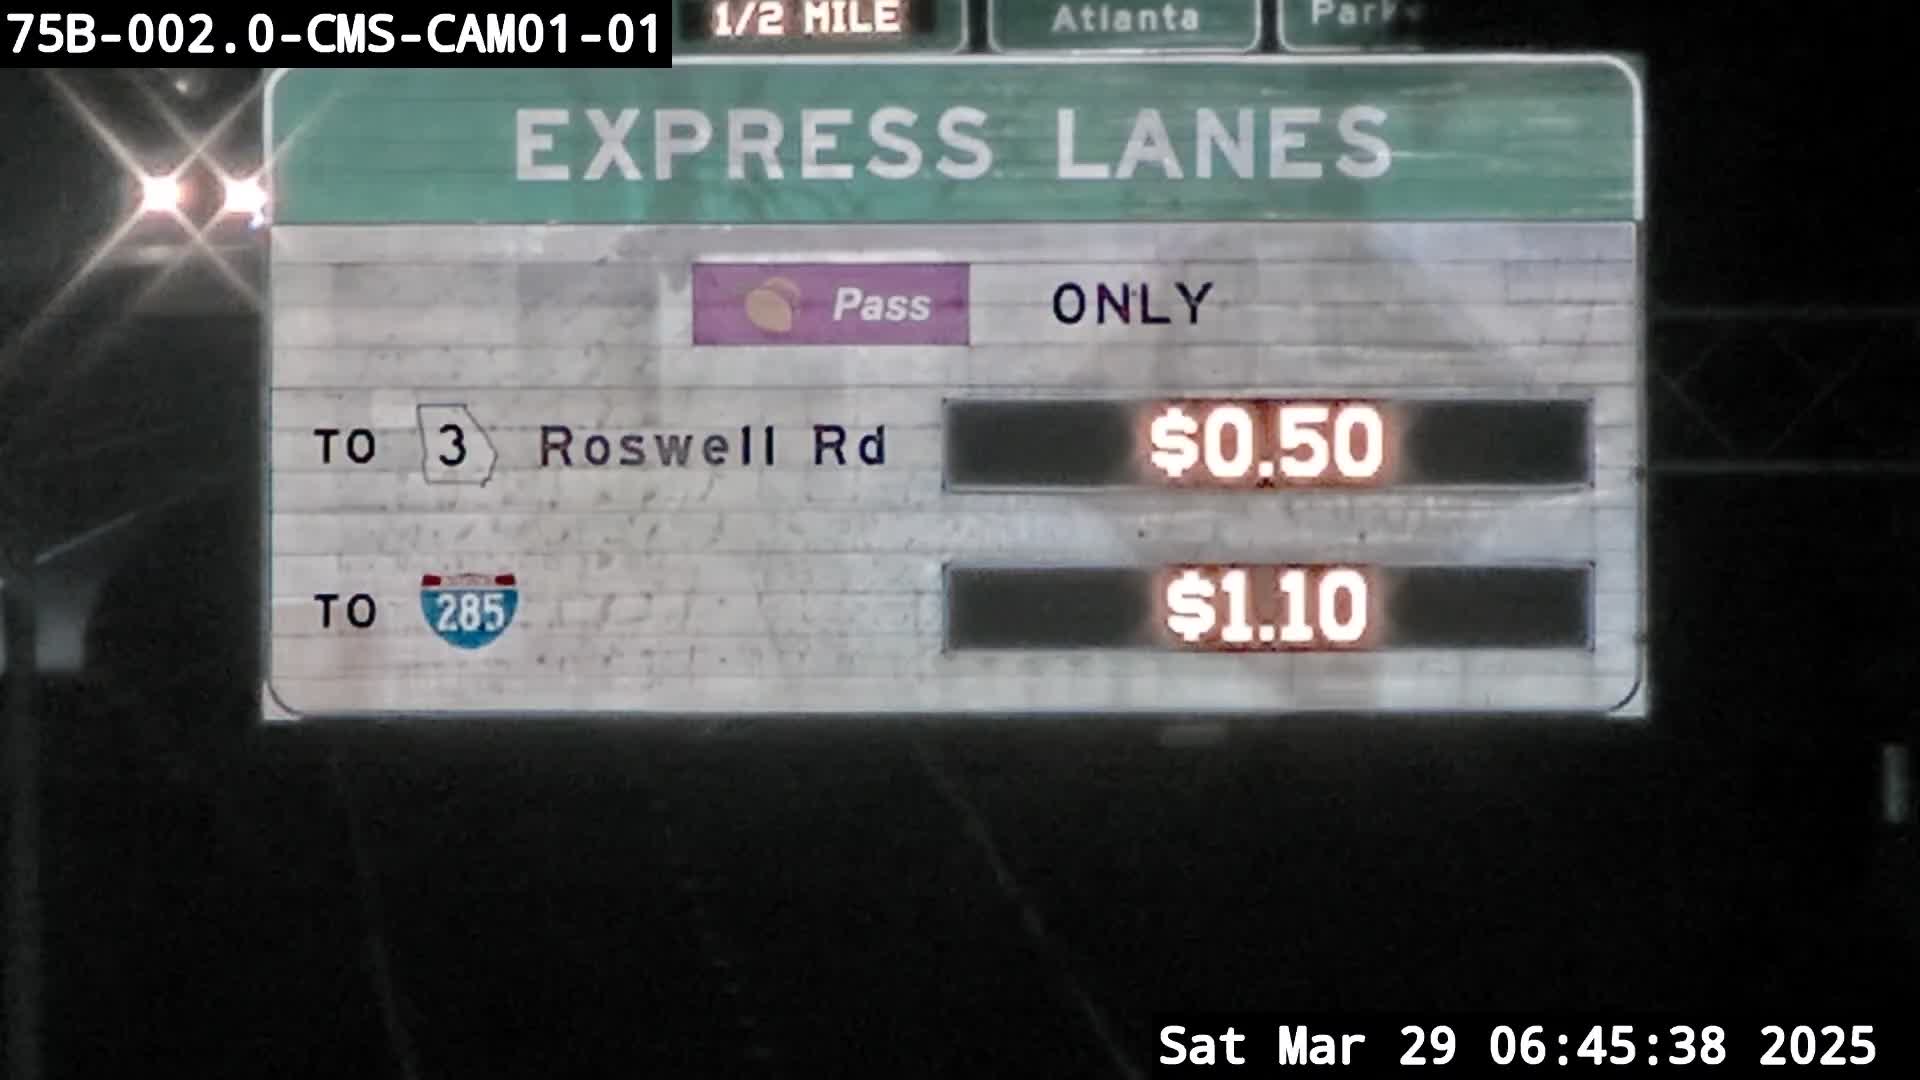 75B-002.0-CMS-CAM01-01
1/2 MILE
Atlanta
EXPRESS LANES
Pass ONLY
TO 3 Roswell Rd $0.50
TO 285 $1.10
Sat Mar 29 06:45:38 2025